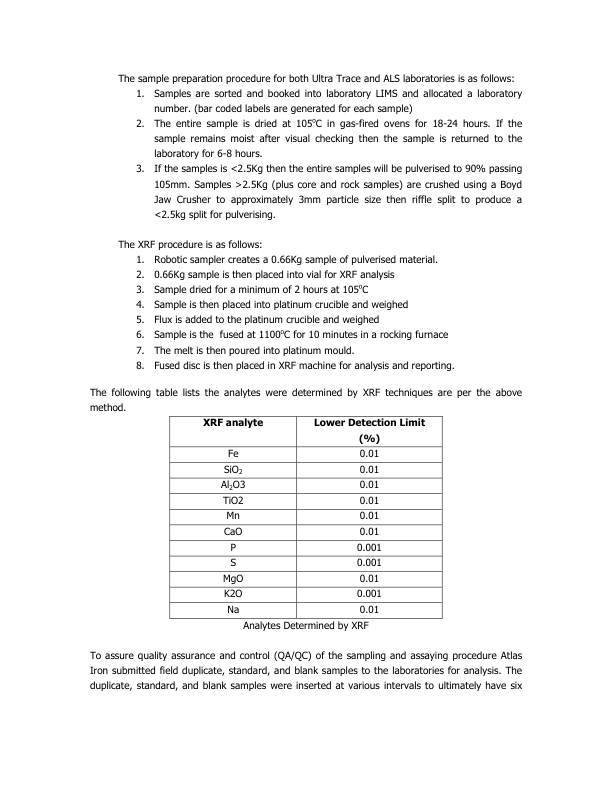 The sample preparation procedure for both Ultra Trace and ALS laboratories is as follows:
1. Samples are sorted and booked into laboratory LIMS and allocated a laboratory
number. (bar coded labels are generated for each sample)
2. The entire sample is dried at 105°C in gas-fired ovens for 18-24 hours. If the
sample remains moist after visual checking then the sample is returned to the
laboratory for 6-8 hours.
3. If the samples is <2.5Kg then the entire samples will be pulverised to 90% passing
105mm. Samples >2.5Kg (plus core and rock samples) are crushed using a Boyd
Jaw Crusher to approximately 3mm particle size then riffle split to produce a
<2.5kg split for pulverising.
The XRF procedure is as follows:
1. Robotic sampler creates a 0.66Kg sample of pulverised material.
2. 0.66Kg sample is then placed into vial for XRF analysis
3. Sample dried for a minimum of 2 hours at 105°C
4. Sample is then placed into platinum crucible and weighed
5. Flux is added to the platinum crucible and weighed
6. Sample is the  fused at 1100°C for 10 minutes in a rocking furnace
7. The melt is then poured into platinum mould.
8. Fused disc is then placed in XRF machine for analysis and reporting.
The following table lists the analytes were determined by XRF techniques are per the above
method.
XRF analyte Lower Detection Limit
(%)
Fe 0.01
SiO₂ 0.01
Al₂O3 0.01
TiO2 0.01
Mn 0.01
CaO 0.01
P 0.001
S 0.001
MgO 0.01
K2O 0.001
Na 0.01
Analytes Determined by XRF
To assure quality assurance and control (QA/QC) of the sampling and assaying procedure Atlas
Iron submitted field duplicate, standard, and blank samples to the laboratories for analysis. The
duplicate, standard, and blank samples were inserted at various intervals to ultimately have six